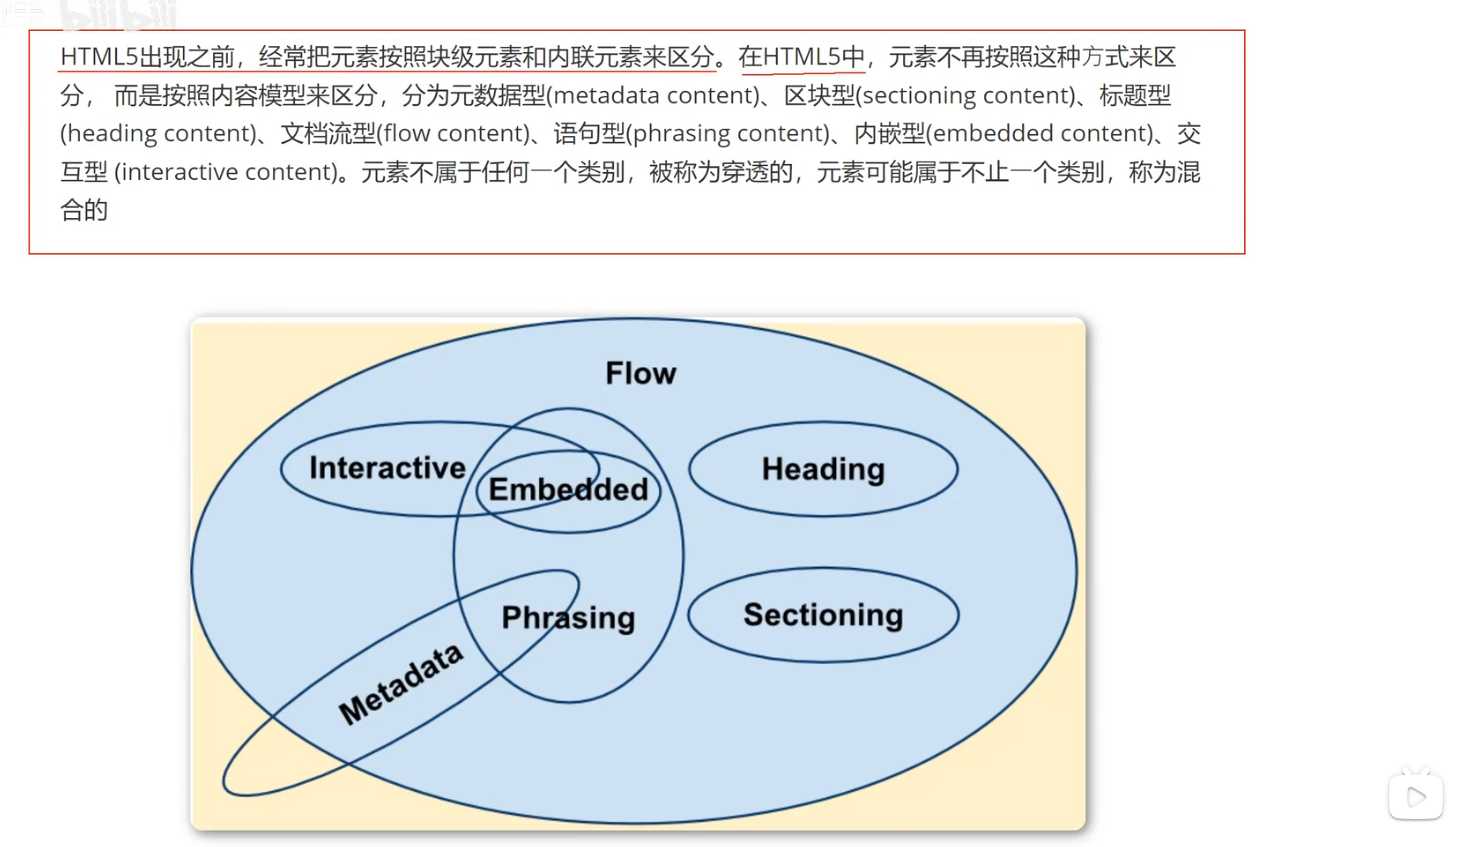 bilibili
HTML5出现之前，经常把元素按照块级元素和内联元素来区分。在HTML5中，元素不再按照这种方式来区
分， 而是按照内容模型来区分，分为元数据型(metadata content)、区块型(sectioning content)、标题型
(heading content)、文档流型(flow content)、语句型(phrasing content)、内嵌型(embedded content)、交
互型 (interactive content)。元素不属于任何一个类别，被称为穿透的，元素可能属于不止一个类别，称为混
合的
Flow
Interactive
Embedded
Heading
Phrasing
Sectioning
Metadata